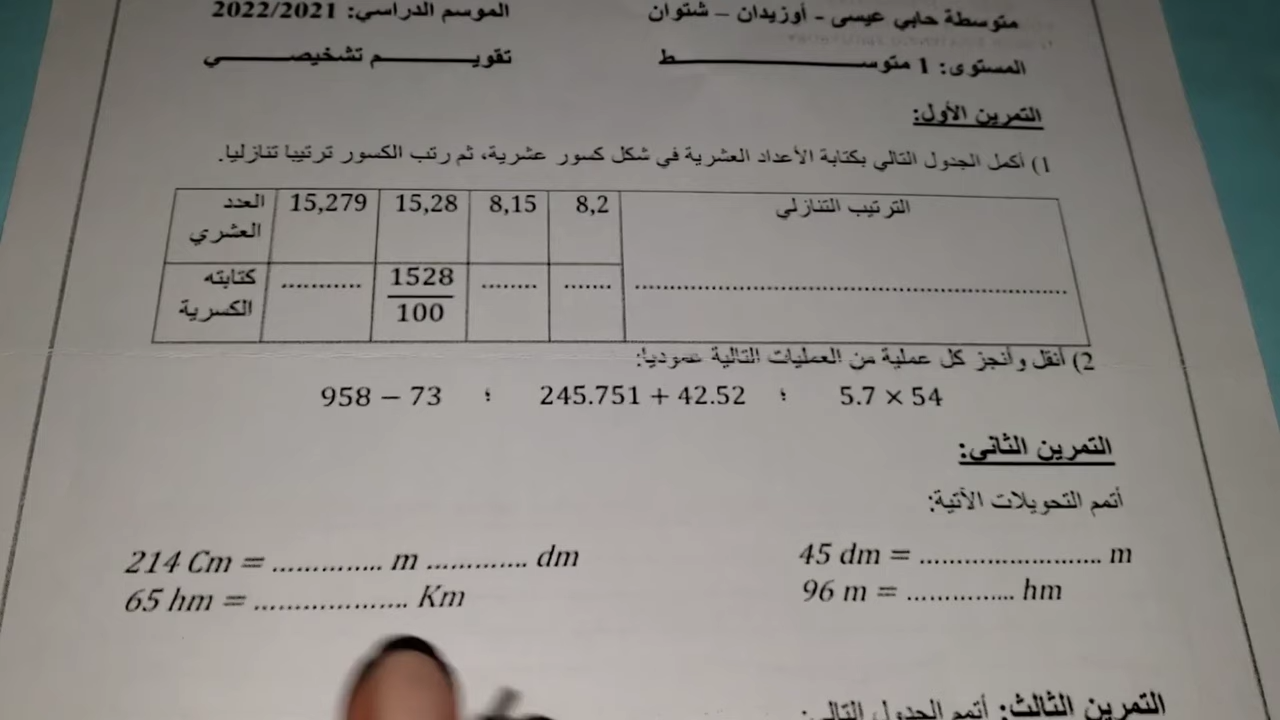 متوسطة حابي عيسى - أوزيدان - شتوان الموسم الدراسي: 2022/2021
المستوى: 1 متوســـــــــط تقويــــــــم تشخيصــــــــي
التمرين الأول:
1) أكمل الجدول التالي بكتابة الأعداد العشرية في شكل كسور عشرية، ثم رتب الكسور ترتيبا تنازليا.
العدد العشري 15,279 15,28 8,15 8,2 الترتيب التنازلي
كتابته الكسرية ........... 1528/100 ........ ....... ................................
2) أنقل وأنجز كل عملية من العمليات التالية عموديا:
958 − 73 ؛ 245.751 + 42.52 ؛ 5.7 × 54
التمرين الثاني:
أتمم التحويلات الآتية:
214 Cm = ............. m ............ dm 45 dm = ........................ m
65 hm = ................... Km 96 m = .............. hm
التمرين الثالث: أتمم الجدول التالي: